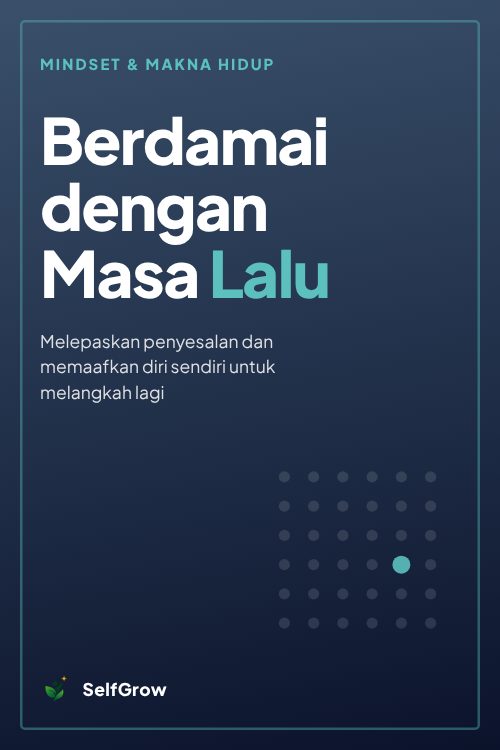 MINDSET & MAKNA HIDUP
Berdamai
dengan
Masa Lalu
Melepaskan penyesalan dan
memaafkan diri sendiri untuk
melangkah lagi
SelfGrow